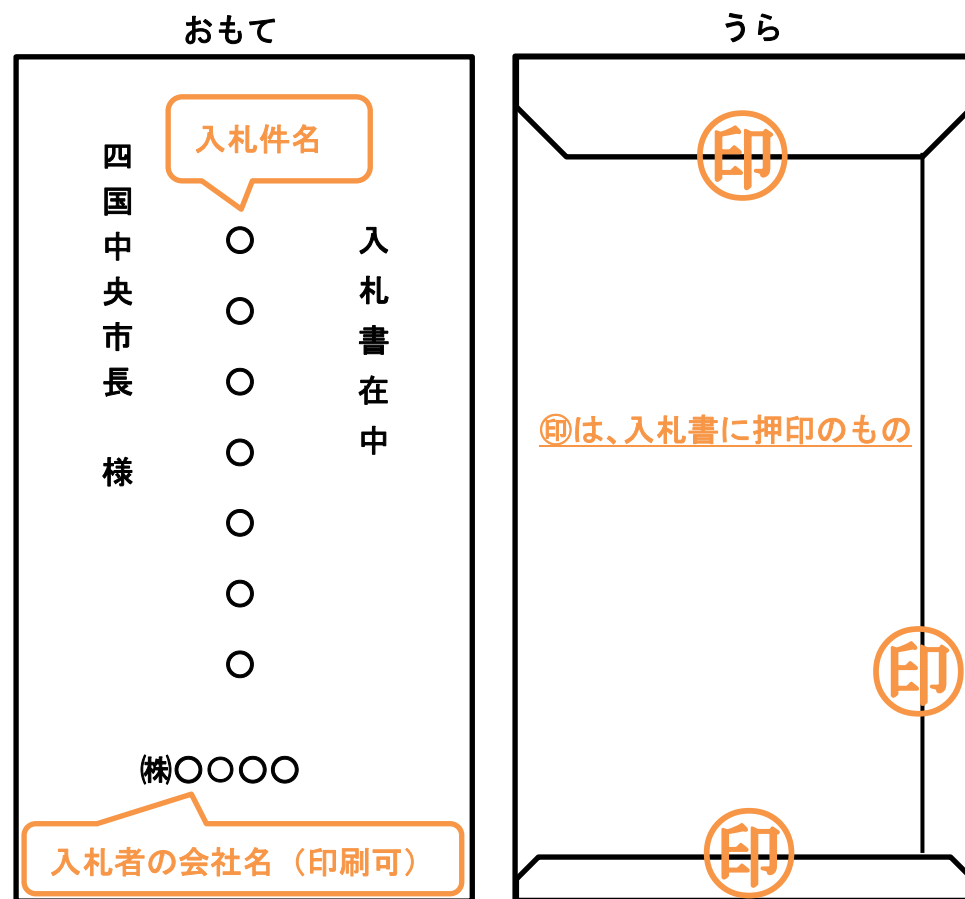 おもて
入札件名
入札書在中
○○○○○○○
四国中央市長　様
㈱○○○○
入札者の会社名（印刷可）
うら
㊞
㊞は、入札書に押印のもの
㊞
㊞